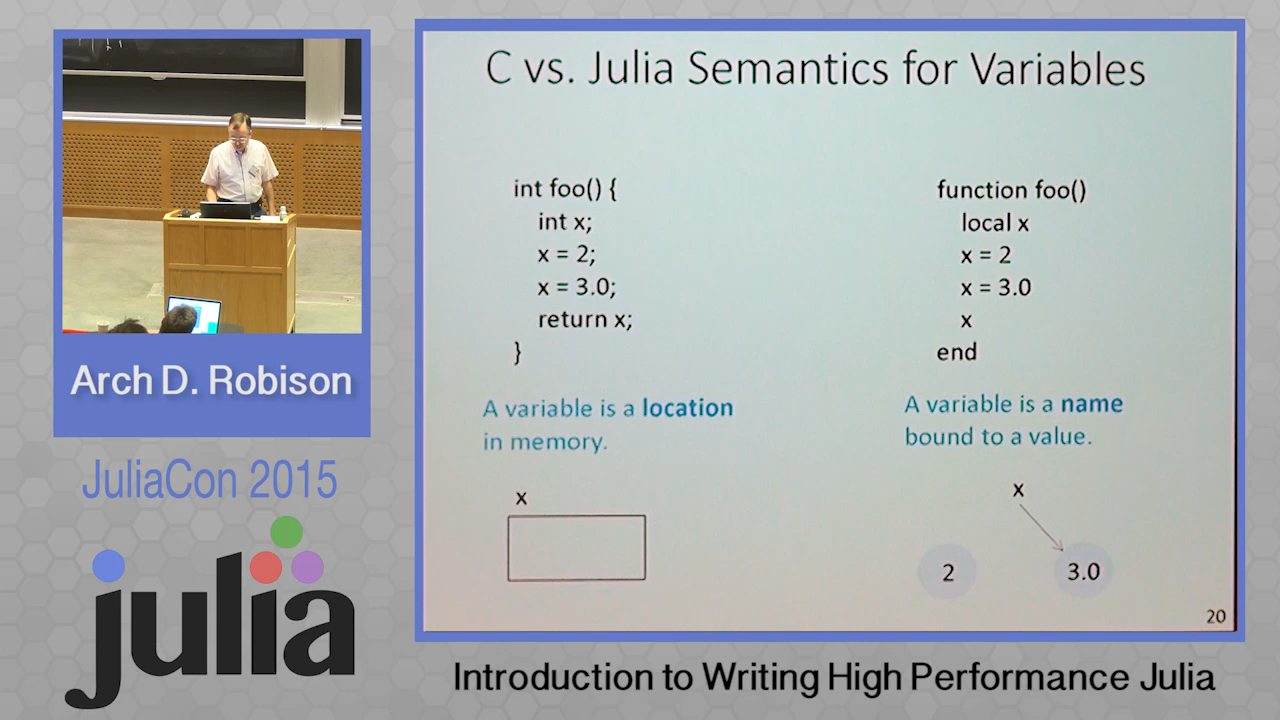 C vs. Julia Semantics for Variables
int foo() {
int x;
x = 2;
x = 3.0;
return x;
}
A variable is a location
in memory.
x
function foo()
local x
x = 2
x = 3.0
x
end
A variable is a name
bound to a value.
x
2
3.0
20
Arch D. Robison
JuliaCon 2015
julia
Introduction to Writing High Performance Julia